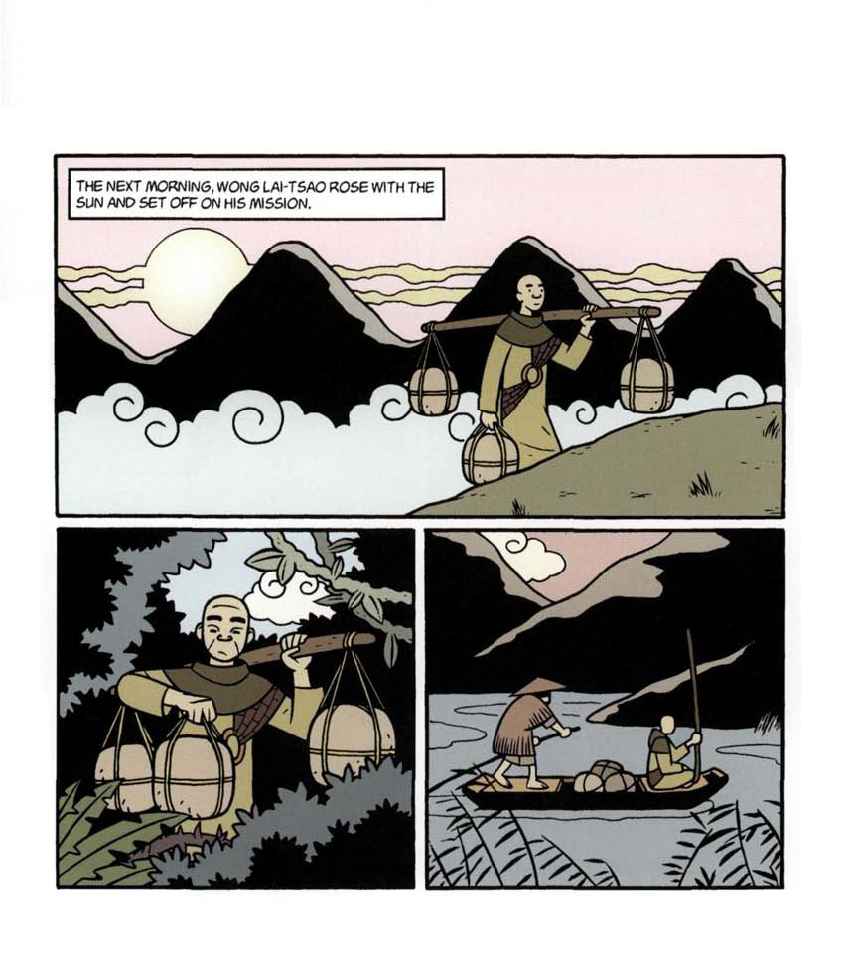 THE NEXT MORNING, WONG LAI-TSAO ROSE WITH THE
SUN AND SET OFF ON HIS MISSION.